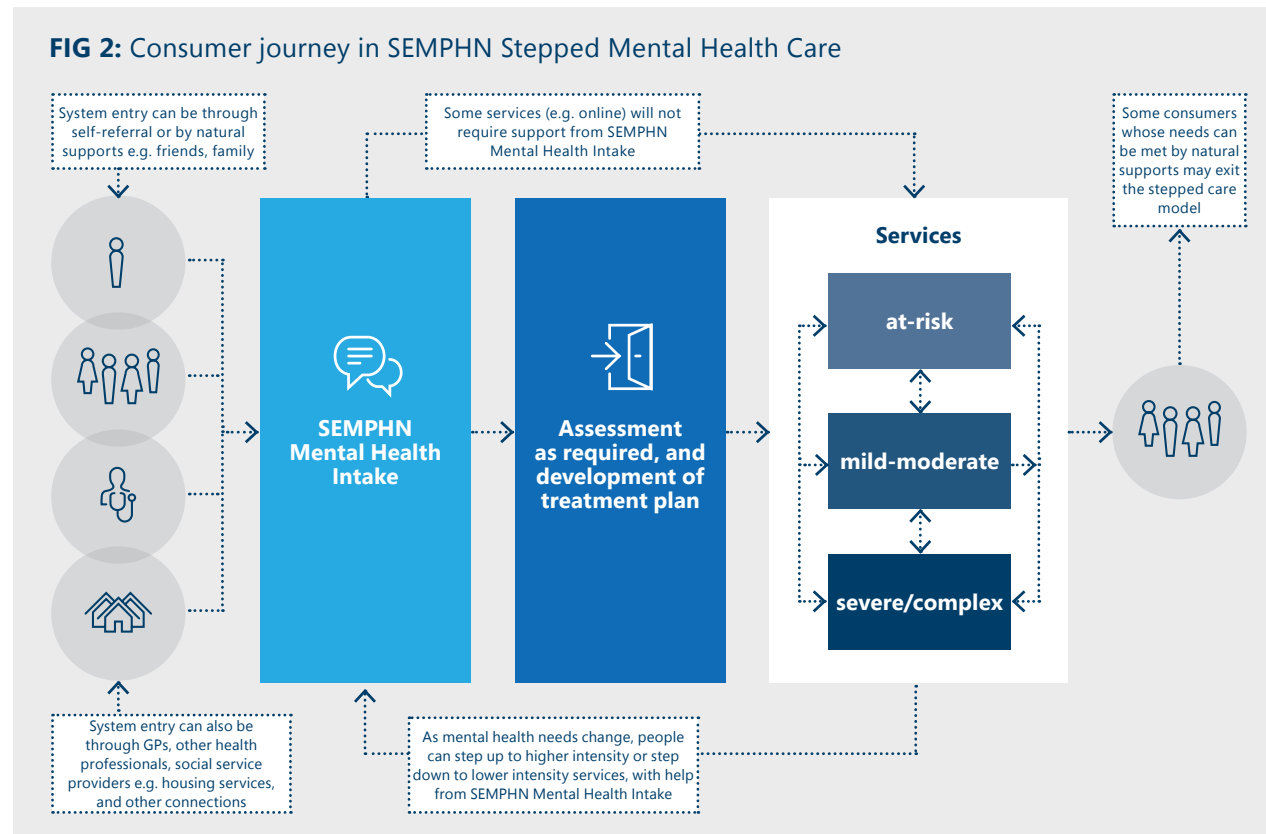 FIG 2: Consumer journey in SEMPHN Stepped Mental Health Care
System entry can be through
self-referral or by natural
supports e.g. friends, family
Some services (e.g. online) will not
require support from SEMPHN
Mental Health Intake
Some consumers
whose needs can
be met by natural
supports may exit
the stepped care
model
SEMPHN
Mental Health
Intake
Assessment
as required, and
development of
treatment plan
Services
at-risk
mild-moderate
severe/complex
System entry can also be
through GPs, other health
professionals, social service
providers e.g. housing services,
and other connections
As mental health needs change, people
can step up to higher intensity or step
down to lower intensity services, with help
from SEMPHN Mental Health Intake